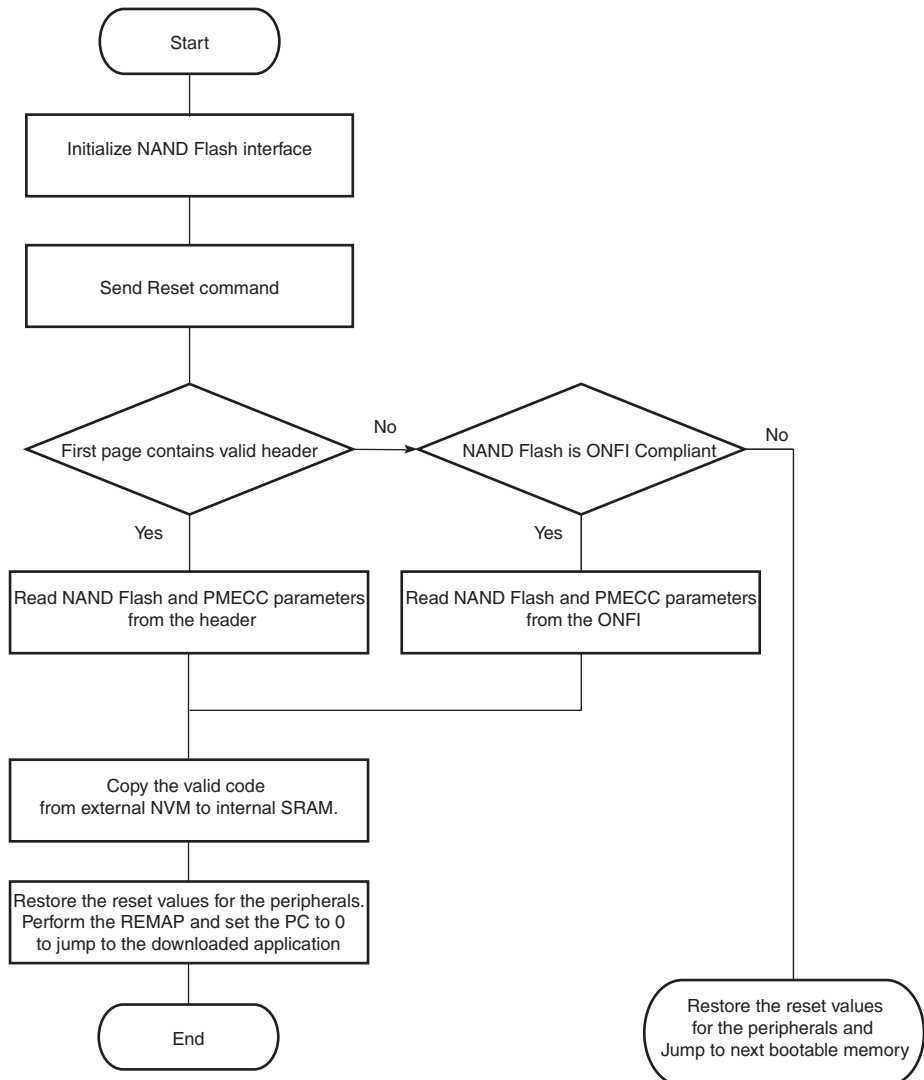 Start
Initialize NAND Flash interface
Send Reset command
First page contains valid header
No
NAND Flash is ONFI Compliant
No
Yes
Yes
Read NAND Flash and PMECC parameters
from the header
Read NAND Flash and PMECC parameters
from the ONFI
Copy the valid code
from external NVM to internal SRAM.
Restore the reset values for the peripherals.
Perform the REMAP and set the PC to 0
to jump to the downloaded application
End
Restore the reset values
for the peripherals and
Jump to next bootable memory